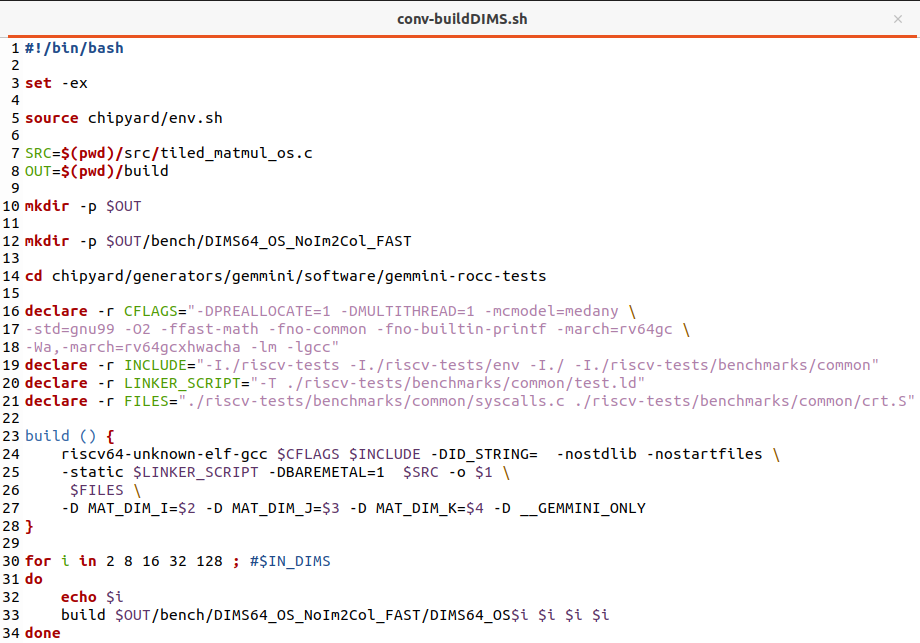 conv-buildDIMS.sh
×
1 #!/bin/bash
2
3 set -ex
4
5 source chipyard/env.sh
6
7 SRC=$(pwd)/src/tiled_matmul_os.c
8 OUT=$(pwd)/build
9
10 mkdir -p $OUT
11
12 mkdir -p $OUT/bench/DIMS64_OS_NoIm2Col_FAST
13
14 cd chipyard/generators/gemmini/software/gemmini-rocc-tests
15
16 declare -r CFLAGS="-DPREALLOCATE=1 -DMULTITHREAD=1 -mcmodel=medany \
17 -std=gnu99 -O2 -ffast-math -fno-common -fno-builtin-printf -march=rv64gc \
18 -Wa,-march=rv64gcxhwacha -lm -lgcc"
19 declare -r INCLUDE="-I./riscv-tests -I./riscv-tests/env -I./ -I./riscv-tests/benchmarks/common"
20 declare -r LINKER_SCRIPT="-T ./riscv-tests/benchmarks/common/test.ld"
21 declare -r FILES="./riscv-tests/benchmarks/common/syscalls.c ./riscv-tests/benchmarks/common/crt.S"
22
23 build () {
24     riscv64-unknown-elf-gcc $CFLAGS $INCLUDE -DID_STRING=  -nostdlib -nostartfiles \
25     -static $LINKER_SCRIPT -DBAREMETAL=1  $SRC -o $1 \
26      $FILES \
27     -D MAT_DIM_I=$2 -D MAT_DIM_J=$3 -D MAT_DIM_K=$4 -D __GEMMINI_ONLY
28 }
29
30 for i in 2 8 16 32 128 ; #$IN_DIMS
31 do
32     echo $i
33     build $OUT/bench/DIMS64_OS_NoIm2Col_FAST/DIMS64_OS$i $i $i $i
34 done